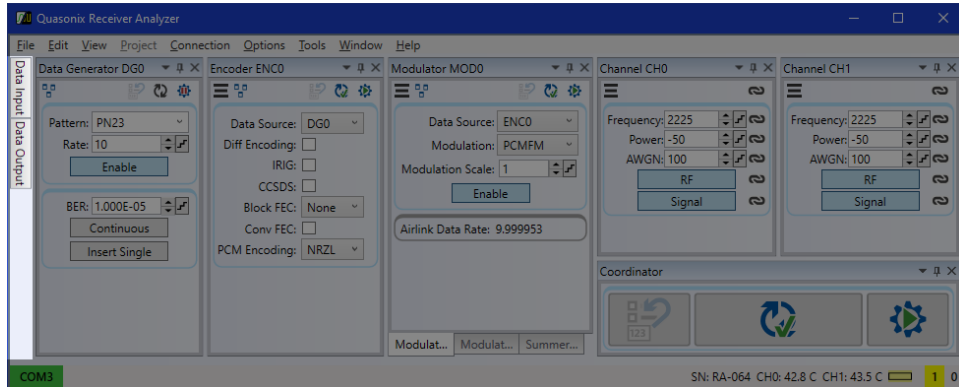 Quasonix Receiver Analyzer
File Edit View Project Connection Options Tools Window Help
Data Input
Data Output
Data Generator DG0
Pattern: PN23
Rate: 10
Enable
BER: 1.000E-05
Continuous
Insert Single
Encoder ENC0
Data Source: DG0
Diff Encoding:
IRIG:
CCSDS:
Block FEC: None
Conv FEC:
PCM Encoding: NRZL
Modulator MOD0
Data Source: ENC0
Modulation: PCMFM
Modulation Scale: 1
Enable
Airlink Data Rate: 9.999953
Modulat... Modulat... Summer...
Channel CH0
Frequency: 2225
Power: -50
AWGN: 100
RF
Signal
Channel CH1
Frequency: 2225
Power: -50
AWGN: 100
RF
Signal
Coordinator
123
COM3
SN: RA-064 CH0: 42.8 C CH1: 43.5 C 1 0